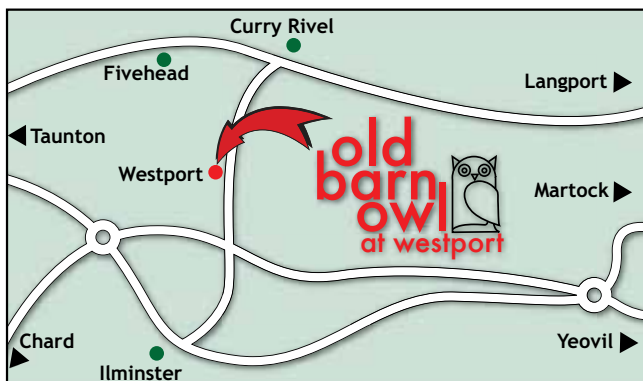 Curry Rivel
Fivehead
Langport
Taunton
Westport
old
barn
owl
at westport
Martock
Chard
Ilminster
Yeovil